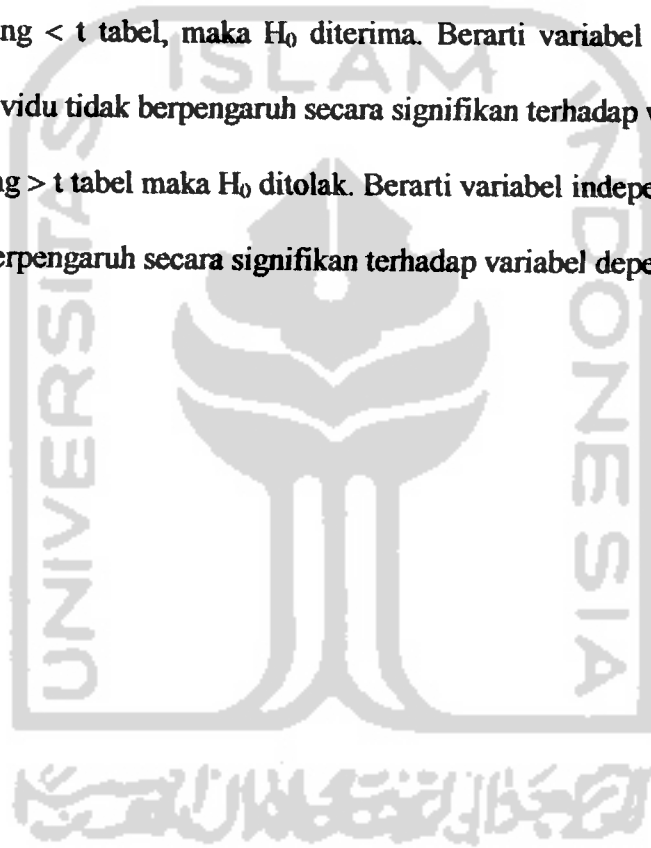 ng < t tabel, maka H₀ diterima. Berarti variabel
vidu tidak berpengaruh secara signifikan terhadap v
ng > t tabel maka H₀ ditolak. Berarti variabel indepe
erpengaruh secara signifikan terhadap variabel depe
ISLAM
UNIVERSITAS
INDONESIA